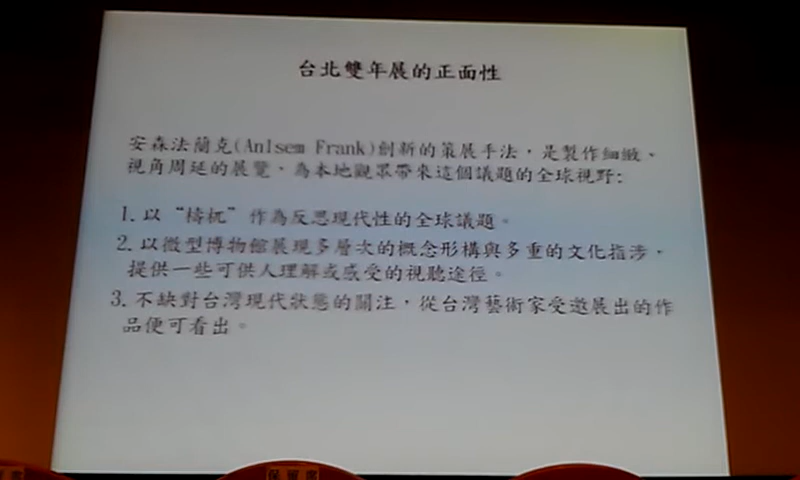 台北雙年展的正面性
安森法蘭克(Anlsem Frank)創新的策展手法，是製作細緻、
視角周延的展覽，為本地觀眾帶來這個議題的全球視野:
1. 以“檮杌”作為反思現代性的全球議題。
2. 以微型博物館展現多層次的概念形構與多重的文化指涉，
提供一些可供人理解或感受的視聽途徑。
3. 不缺對台灣現代狀態的關注，從台灣藝術家受邀展出的作
品便可看出。
保留席